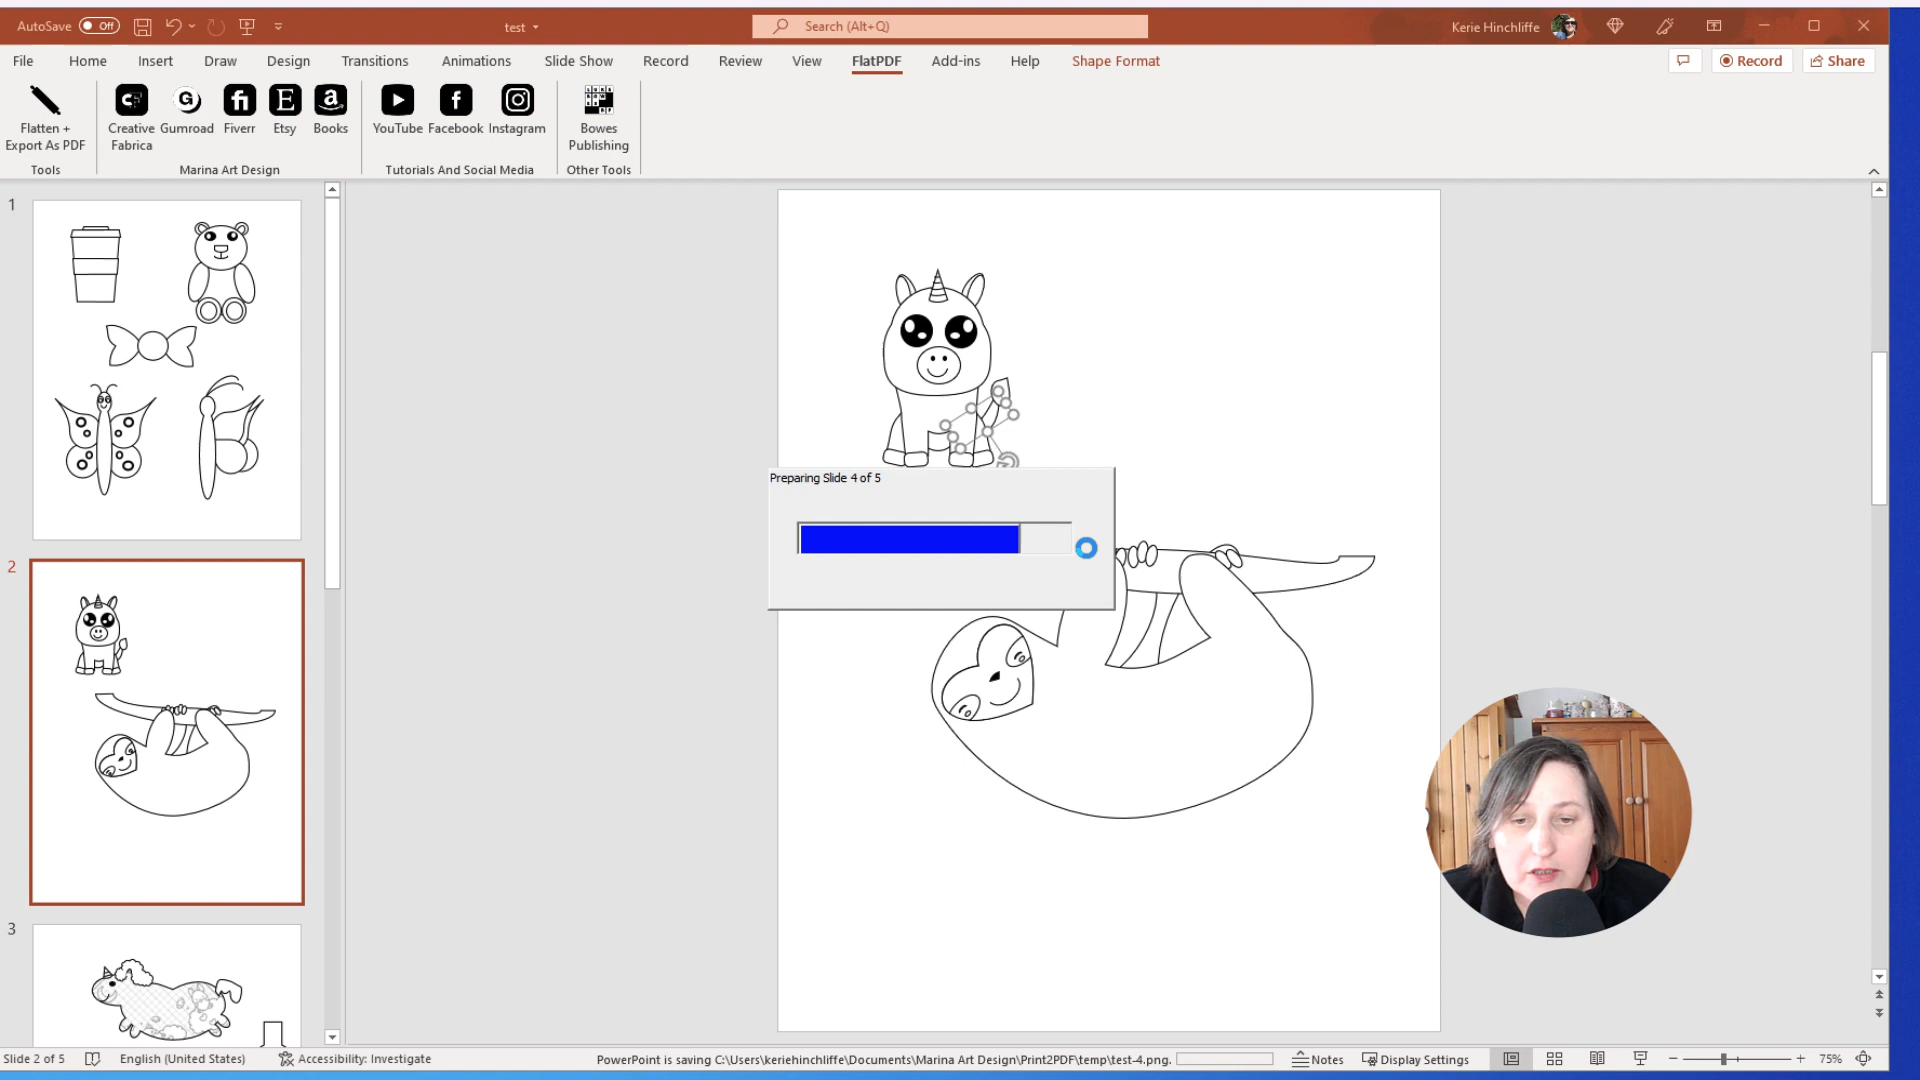 AutoSave Off
test
Search (Alt+Q)
Kerie Hinchliffe
File Home Insert Draw Design Transitions Animations Slide Show Record Review View FlatPDF Add-ins Help Shape Format
Record Share
Flatten +
Export As PDF
Creative
Fabrica
Gumroad
Fiverr
Etsy
Books
YouTube
Facebook
Instagram
Bowes
Publishing
Tools
Marina Art Design
Tutorials And Social Media
Other Tools
1
2
3
Preparing Slide 4 of 5
Slide 2 of 5
English (United States)
Accessibility: Investigate
PowerPoint is saving C:\Users\keriehinchliffe\Documents\Marina Art Design\Print2PDF\temp\test-4.png.
Notes
Display Settings
75%